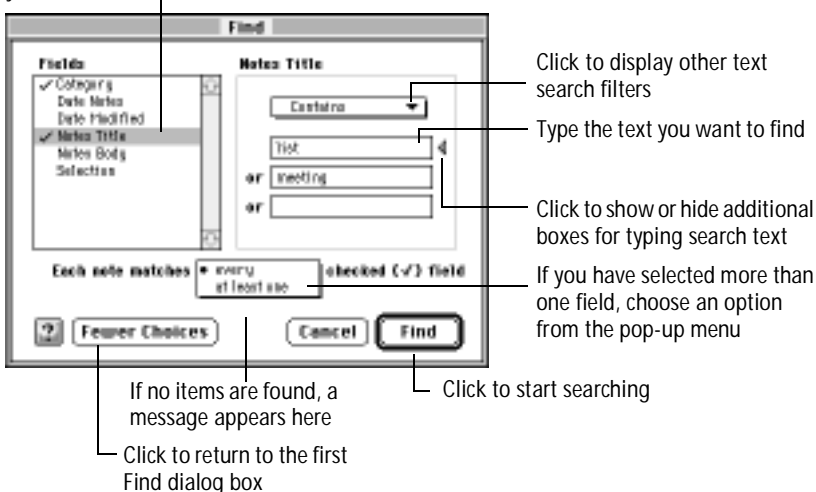 Find
Fields
Notes Title
✓ Category
Date Notes
Date Modified
✓ Notes Title
Notes Body
Selection
Contains
list
or meeting
or
Each note matches • every
at least one
checked (√) field
? Fewer Choices Cancel Find
Click to display other text
search filters
Type the text you want to find
Click to show or hide additional
boxes for typing search text
If you have selected more than
one field, choose an option
from the pop-up menu
If no items are found, a
message appears here
Click to start searching
Click to return to the first
Find dialog box